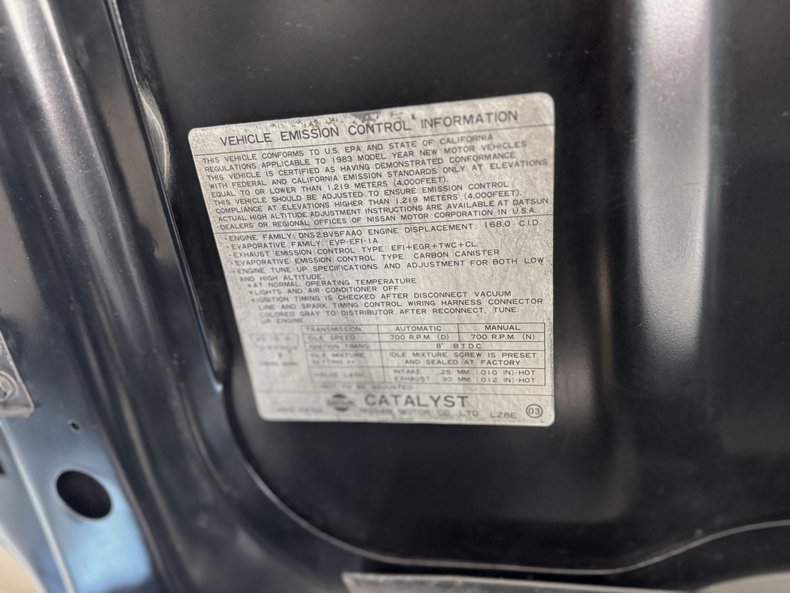 VEHICLE EMISSION CONTROL INFORMATION
THIS VEHICLE CONFORMS TO U.S. EPA AND STATE OF CALIFORNIA
REGULATIONS APPLICABLE TO 1983 MODEL YEAR NEW MOTOR VEHICLES
THIS VEHICLE IS CERTIFIED AS HAVING DEMONSTRATED CONFORMANCE
WITH FEDERAL AND CALIFORNIA EMISSION STANDARDS ONLY AT ELEVATIONS
EQUAL TO OR LOWER THAN 1,219 METERS (4,000FEET).
THIS VEHICLE SHOULD BE ADJUSTED TO ENSURE EMISSION CONTROL
COMPLIANCE AT ELEVATIONS HIGHER THAN 1,219 METERS (4,000FEET).
ACTUAL HIGH ALTITUDE ADJUSTMENT INSTRUCTIONS ARE AVAILABLE AT DATSUN
DEALERS OR REGIONAL OFFICES OF NISSAN MOTOR CORPORATION IN U.S.A.
• ENGINE FAMILY: DNS2.8V5FAA0 ENGINE DISPLACEMENT: 168.0 C.I.D
• EVAPORATIVE FAMILY: EVP-EFI-1A
• EXHAUST EMISSION CONTROL TYPE: EFI+EGR+TWC+CL
• EVAPORATIVE EMISSION CONTROL TYPE: CARBON CANISTER
• ENGINE TUNE UP SPECIFICATIONS AND ADJUSTMENT FOR BOTH LOW
AND HIGH ALTITUDE.
* AT NORMAL OPERATING TEMPERATURE
* LIGHTS AND AIR CONDITIONER OFF
* IGNITION TIMING IS CHECKED AFTER DISCONNECT VACUUM
LINE AND SPARK TIMING CONTROL WIRING HARNESS CONNECTOR
COLORED GRAY TO DISTRIBUTOR. AFTER RECONNECT, TUNE
UP ENGINE.
TRANSMISSION AUTOMATIC MANUAL
IDLE SPEED 700 R.P.M. (D) 700 R.P.M. (N)
IGNITION TIMING 8° B.T.D.C.
IDLE MIXTURE IDLE MIXTURE SCREW IS PRESET
SETTING AND SEALED AT FACTORY
VALVE LASH INTAKE .25 MM (.010 IN)-HOT
EXHAUST .30 MM (.012 IN)-HOT
CATALYST
NISSAN MOTOR CO., LTD. L28E 03